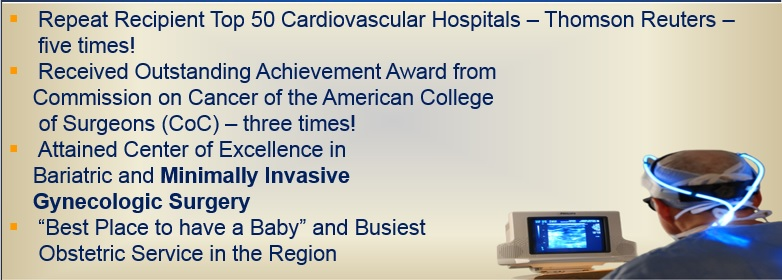 ▪ Repeat Recipient Top 50 Cardiovascular Hospitals – Thomson Reuters –
five times!
▪ Received Outstanding Achievement Award from
Commission on Cancer of the American College
of Surgeons (CoC) – three times!
▪ Attained Center of Excellence in
Bariatric and Minimally Invasive
Gynecologic Surgery
▪ “Best Place to have a Baby” and Busiest
Obstetric Service in the Region